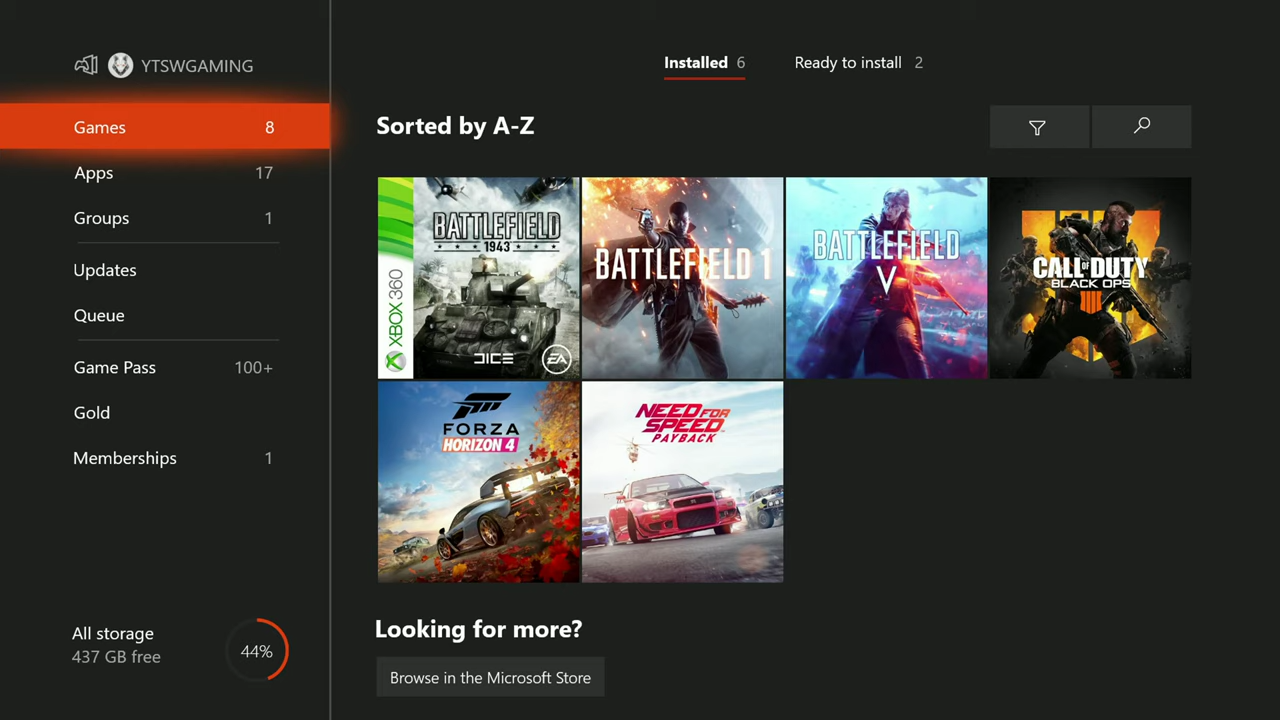 YTSWGAMING
Games 8
Apps 17
Groups 1
Updates
Queue
Game Pass 100+
Gold
Memberships 1
All storage
437 GB free
44%
Installed 6
Ready to install 2
Sorted by A-Z
XBOX 360
BATTLEFIELD
1943
DICE
EA
BATTLEFIELD 1
BATTLEFIELD
V
CALL OF DUTY
BLACK OPS
IIII
FORZA
HORIZON 4
NEED FOR
SPEED
PAYBACK
Looking for more?
Browse in the Microsoft Store